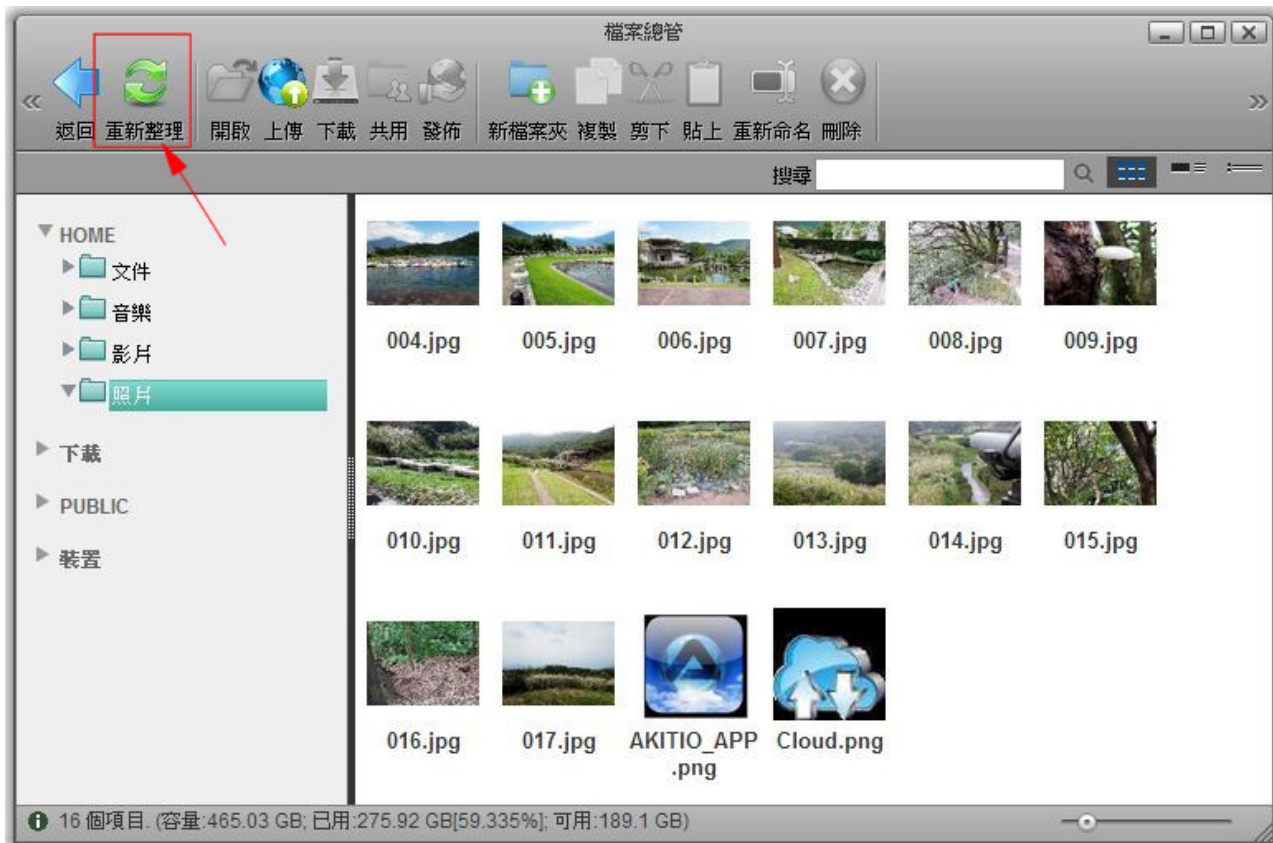 檔案總管
返回 重新整理 開啟 上傳 下載 共用 發佈 新檔案夾 複製 剪下 貼上 重新命名 刪除
搜尋
HOME
文件
音樂
影片
照片
下載
PUBLIC
裝置
004.jpg 005.jpg 006.jpg 007.jpg 008.jpg 009.jpg
010.jpg 011.jpg 012.jpg 013.jpg 014.jpg 015.jpg
016.jpg 017.jpg AKITIO_APP Cloud.png
.png
16 個項目. (容量:465.03 GB; 已用:275.92 GB[59.335%]; 可用:189.1 GB)